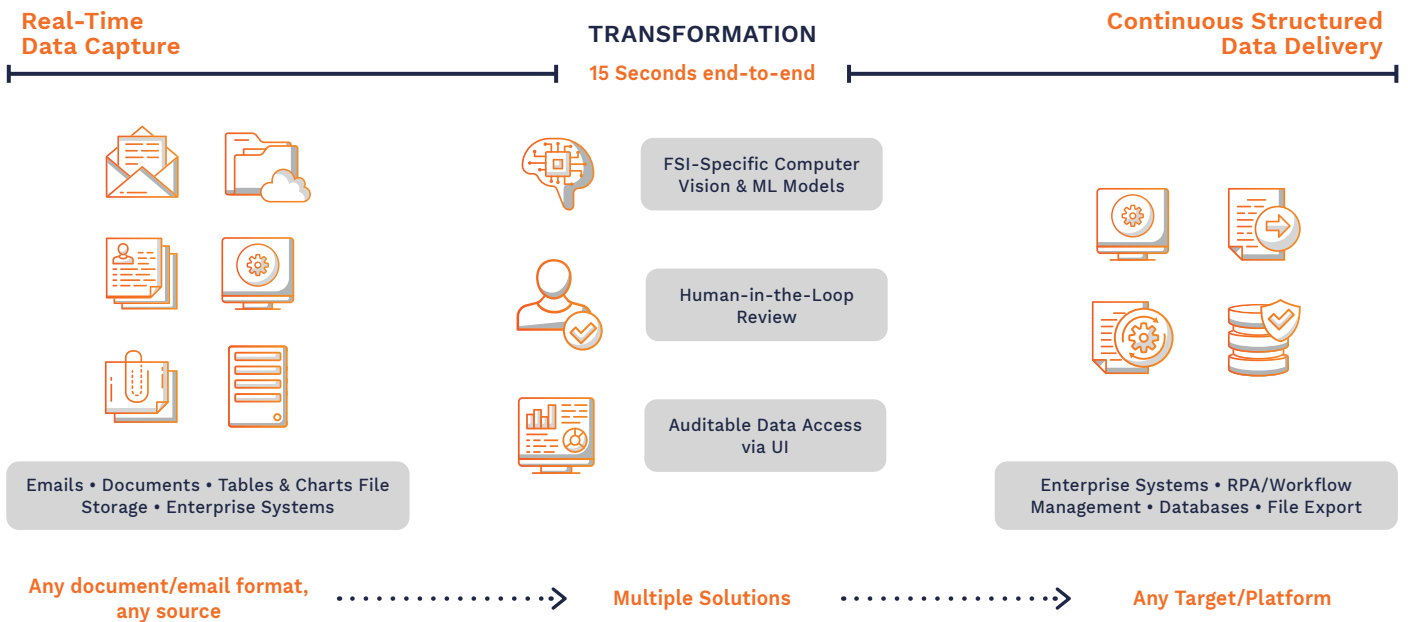 Real-Time
Data Capture
TRANSFORMATION
15 Seconds end-to-end
Continuous Structured
Data Delivery
FSI-Specific Computer
Vision & ML Models
Human-in-the-Loop
Review
Auditable Data Access
via UI
Emails • Documents • Tables & Charts File
Storage • Enterprise Systems
Enterprise Systems • RPA/Workflow
Management • Databases • File Export
Any document/email format,
any source
Multiple Solutions
Any Target/Platform